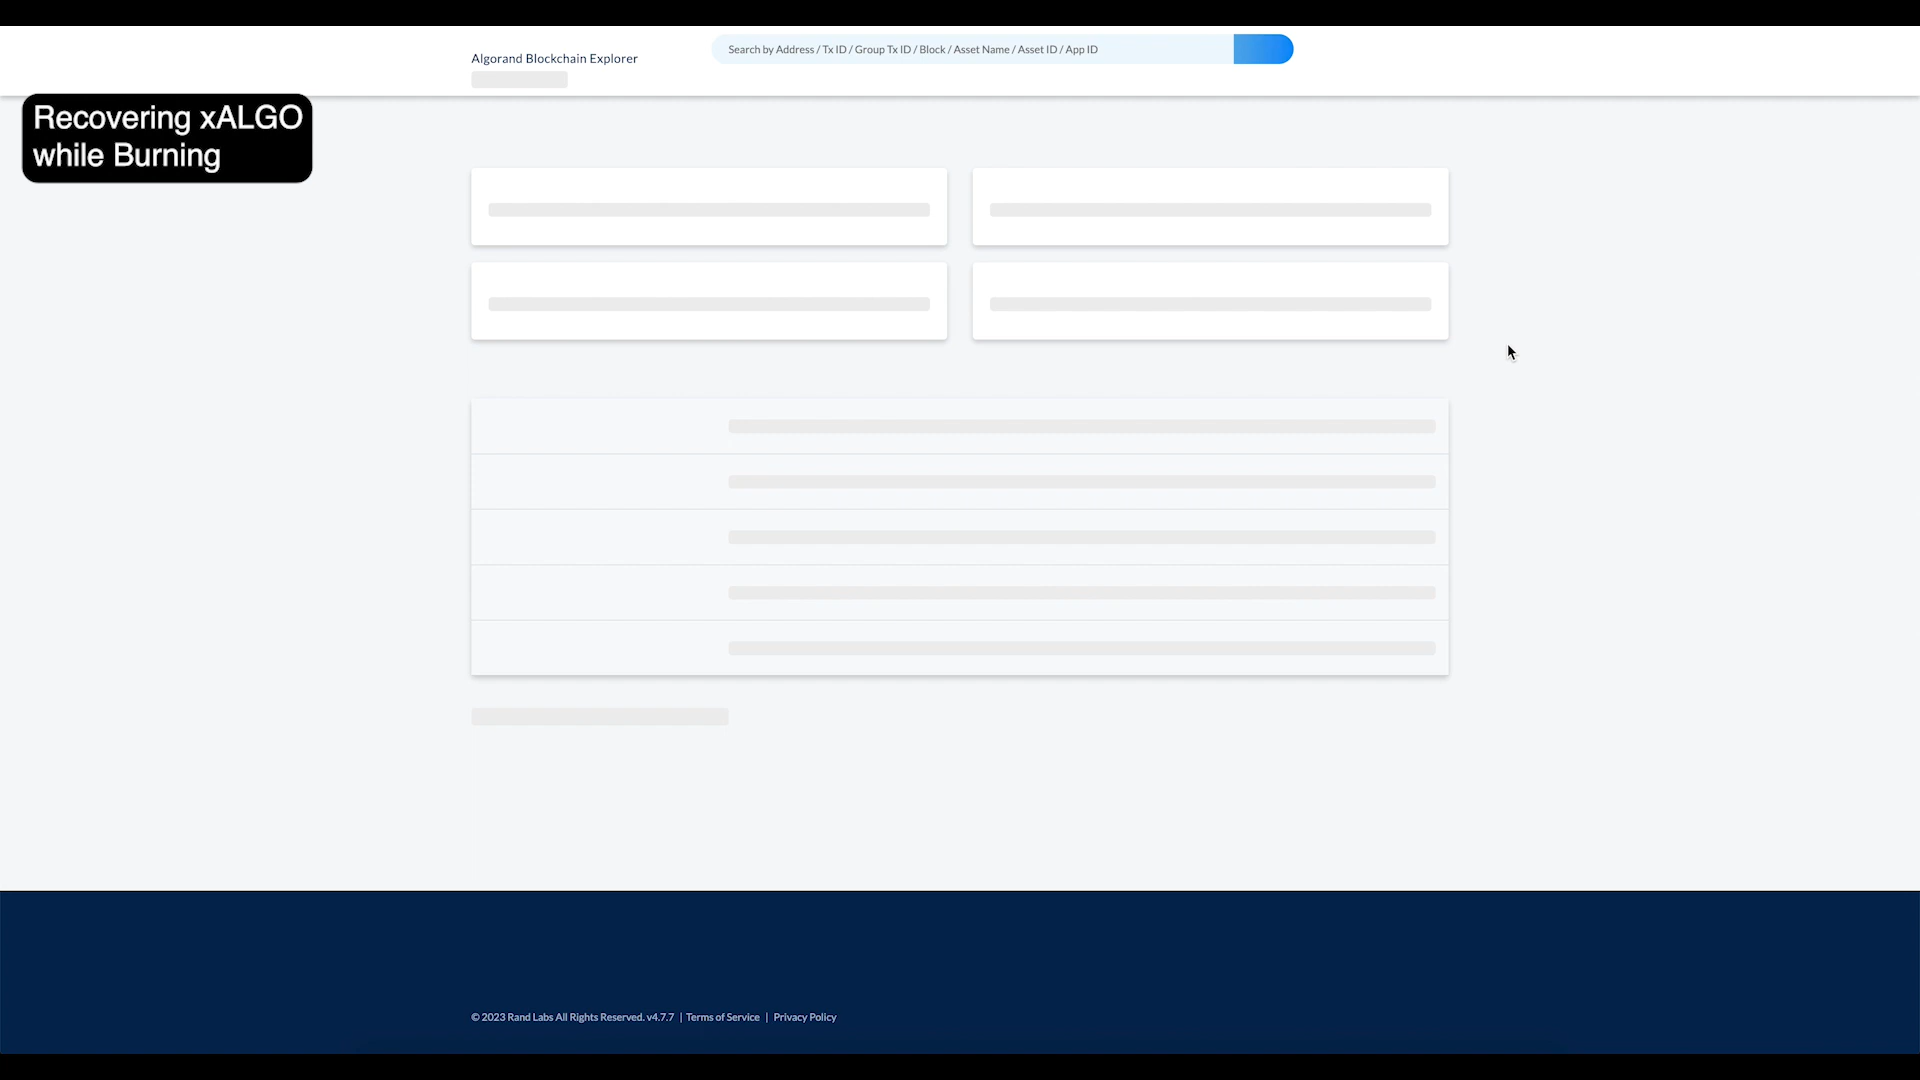 Search by Address / Tx ID / Group Tx ID / Block / Asset Name / Asset ID / App ID
Algorand Blockchain Explorer
Recovering xALGO
while Burning
© 2023 Rand Labs All Rights Reserved. v4.7.7 | Terms of Service | Privacy Policy